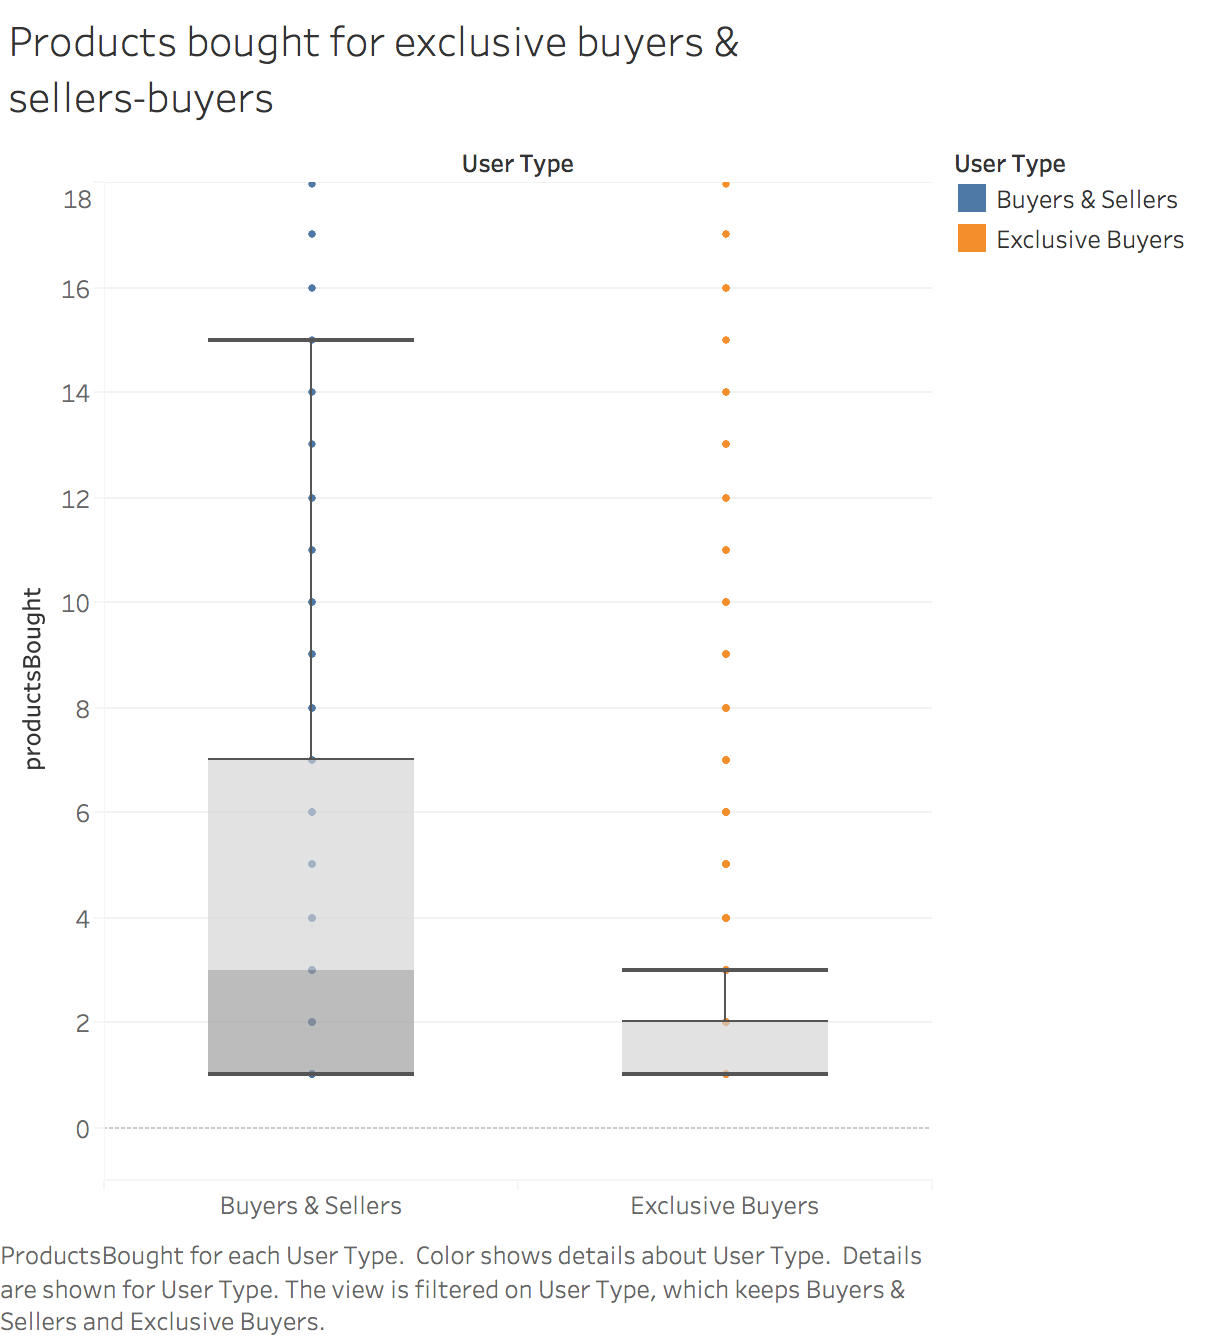 Products bought for exclusive buyers &
sellers-buyers
User Type
User Type
Buyers & Sellers
Exclusive Buyers
productsBought
18
16
14
12
10
8
6
4
2
0
Buyers & Sellers
Exclusive Buyers
ProductsBought for each User Type.  Color shows details about User Type.  Details
are shown for User Type. The view is filtered on User Type, which keeps Buyers &
Sellers and Exclusive Buyers.